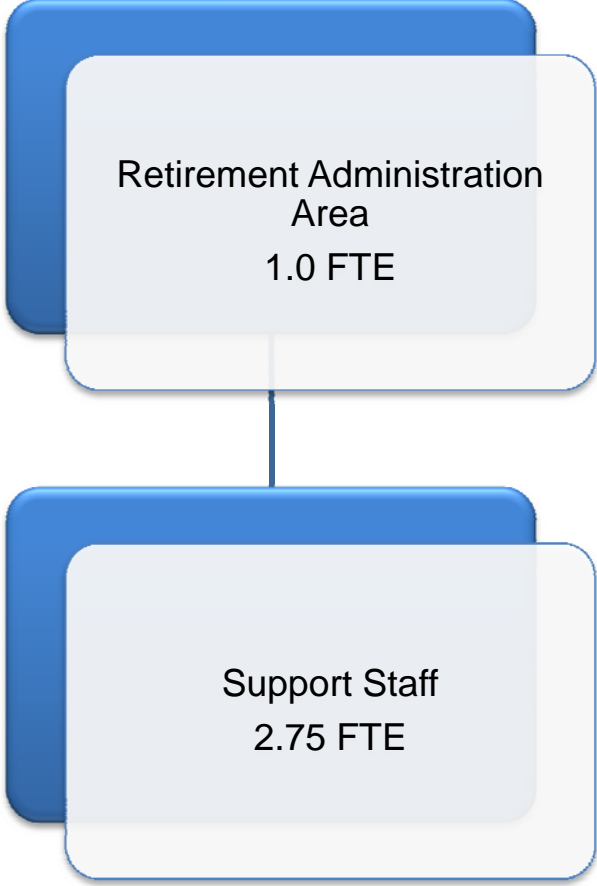 Retirement Administration
Area
1.0 FTE
Support Staff
2.75 FTE